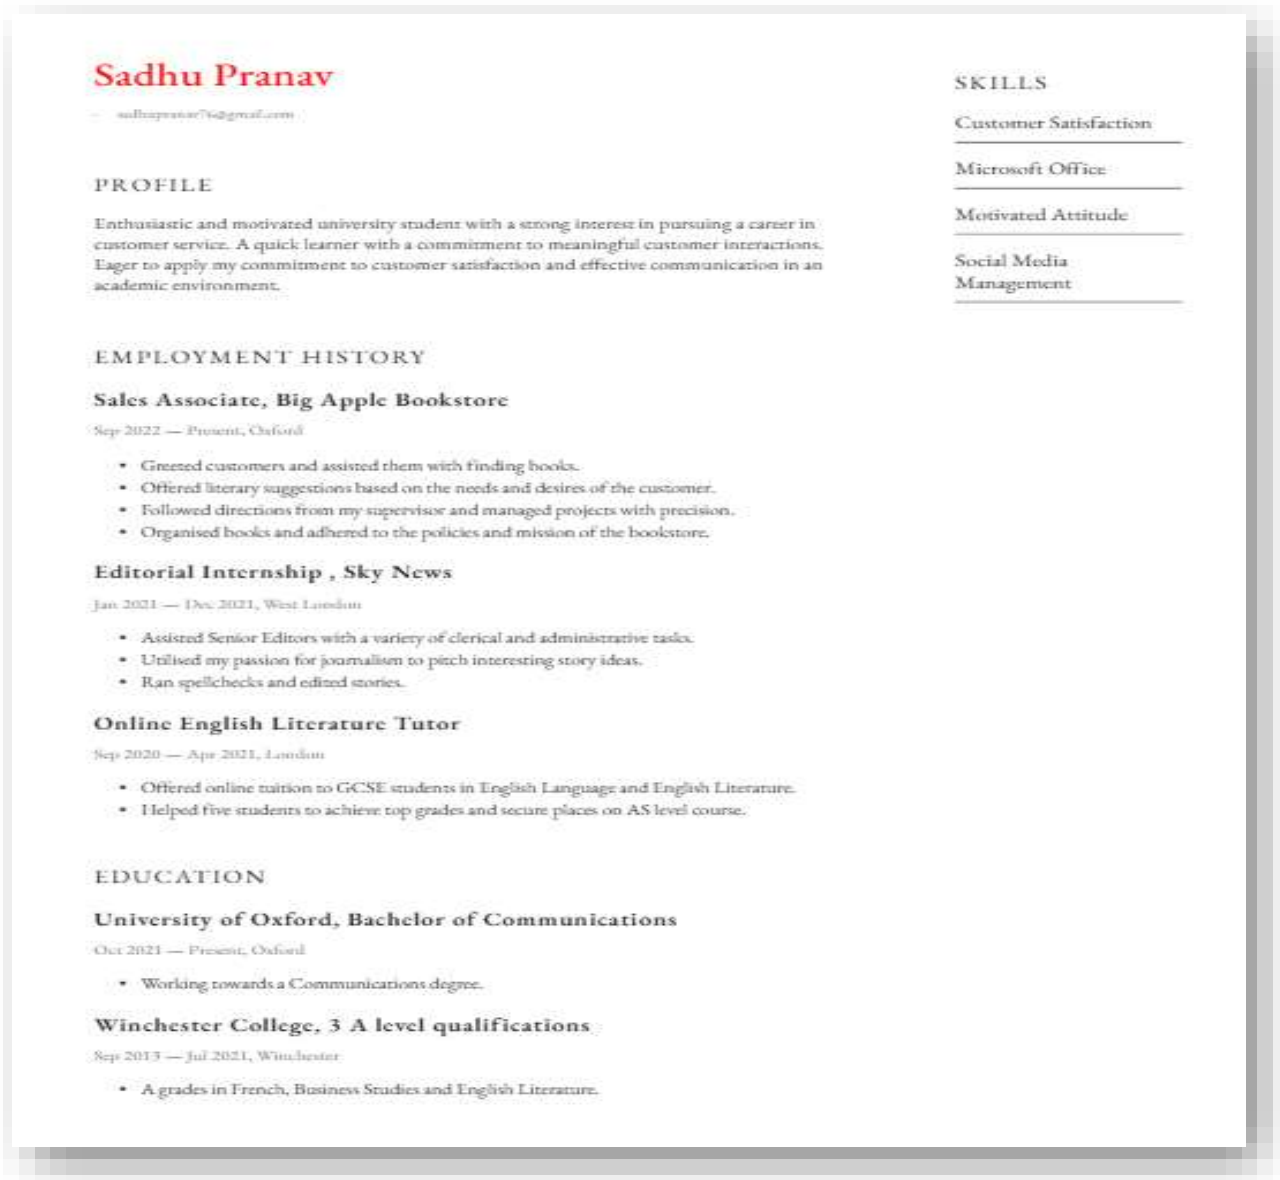 Sadhu Pranav
sadhupranav76@gmail.com
PROFILE
Enthusiastic and motivated university student with a strong interest in pursuing a career in
customer service. A quick learner with a commitment to meaningful customer interactions.
Eager to apply my commitment to customer satisfaction and effective communication in an
academic environment.
EMPLOYMENT HISTORY
Sales Associate, Big Apple Bookstore
Sep 2022 — Present, Oxford
• Greeted customers and assisted them with finding books.
• Offered literary suggestions based on the needs and desires of the customer.
• Followed directions from my supervisor and managed projects with precision.
• Organised books and adhered to the policies and mission of the bookstore.
Editorial Internship , Sky News
Jan 2021 — Dec 2021, West London
• Assisted Senior Editors with a variety of clerical and administrative tasks.
• Utilised my passion for journalism to pitch interesting story ideas.
• Ran spellchecks and edited stories.
Online English Literature Tutor
Sep 2020 — Apr 2021, London
• Offered online tuition to GCSE students in English Language and English Literature.
• Helped five students to achieve top grades and secure places on AS level course.
EDUCATION
University of Oxford, Bachelor of Communications
Oct 2021 — Present, Oxford
• Working towards a Communications degree.
Winchester College, 3 A level qualifications
Sep 2013 — Jul 2021, Winchester
• A grades in French, Business Studies and English Literature.
SKILLS
Customer Satisfaction
Microsoft Office
Motivated Attitude
Social Media
Management